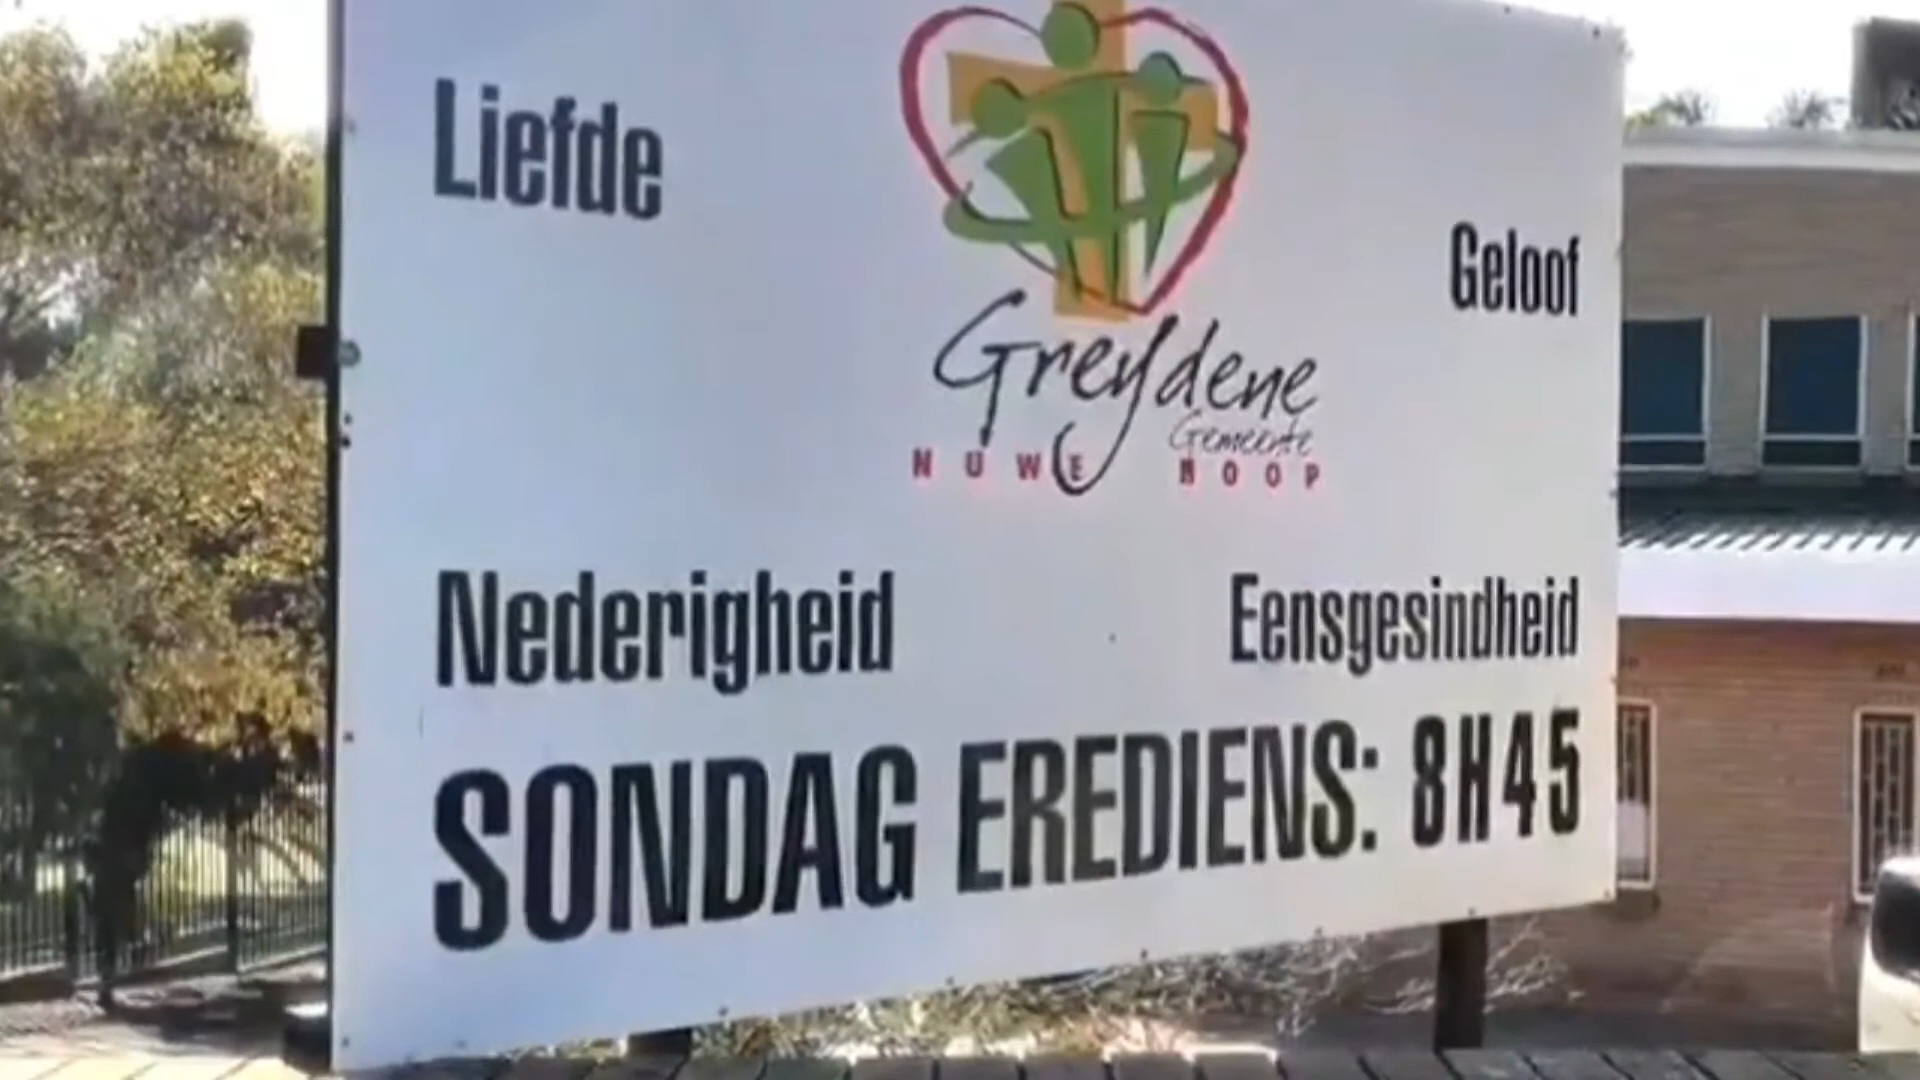 Liefde
Geloof
Greydene
Gemeente
NUWE HOOP
Nederigheid
Eensgesindheid
SONDAG EREDIENS: 8H45